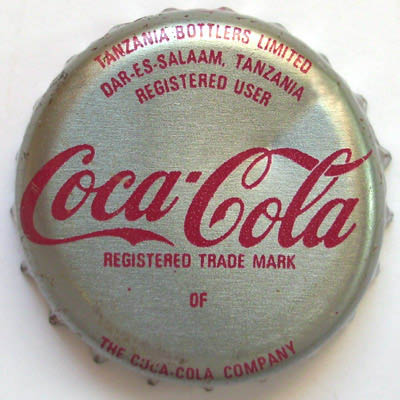 TANZANIA BOTTLERS LIMITED
DAR-ES-SALAAM, TANZANIA
REGISTERED USER
Coca-Cola
REGISTERED TRADE MARK
OF
THE COCA-COLA COMPANY